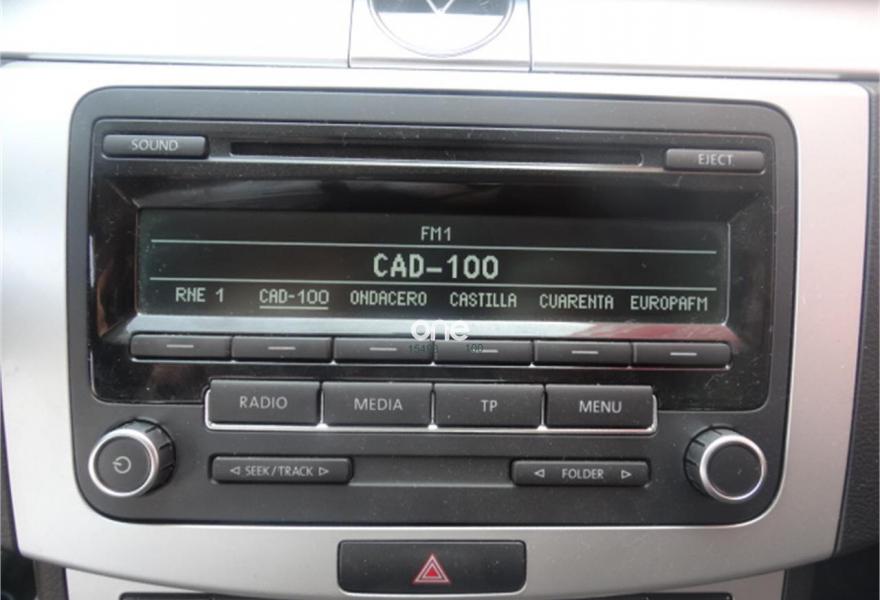 SOUND
EJECT
FM1
CAD-100
RNE 1 CAD-100 ONDACERO CASTILLA CUARENTA EUROPAFM
one
RADIO MEDIA TP MENU
SEEK/TRACK FOLDER